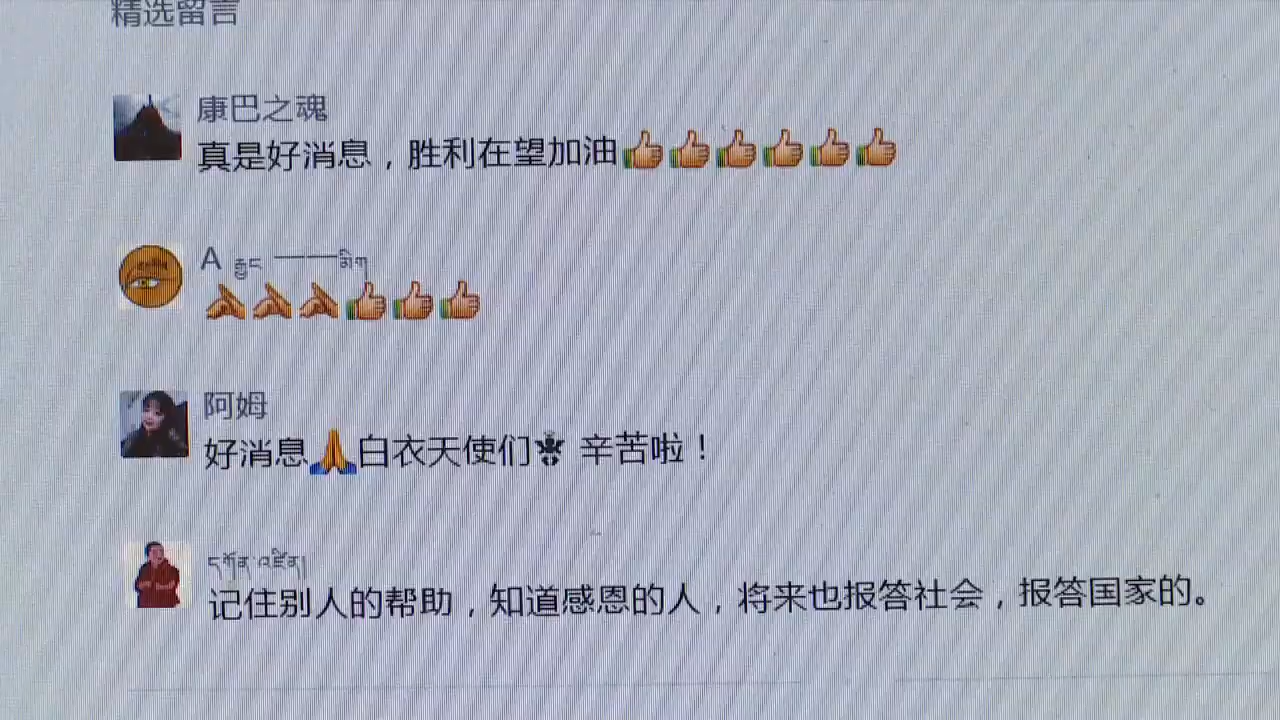 精选留言
康巴之魂
真是好消息，胜利在望加油👍👍👍👍👍👍
A ——
阿姆
好消息🙏白衣天使们 辛苦啦！
དཀོན་འཛིན།
记住别人的帮助，知道感恩的人，将来也报答社会，报答国家的。